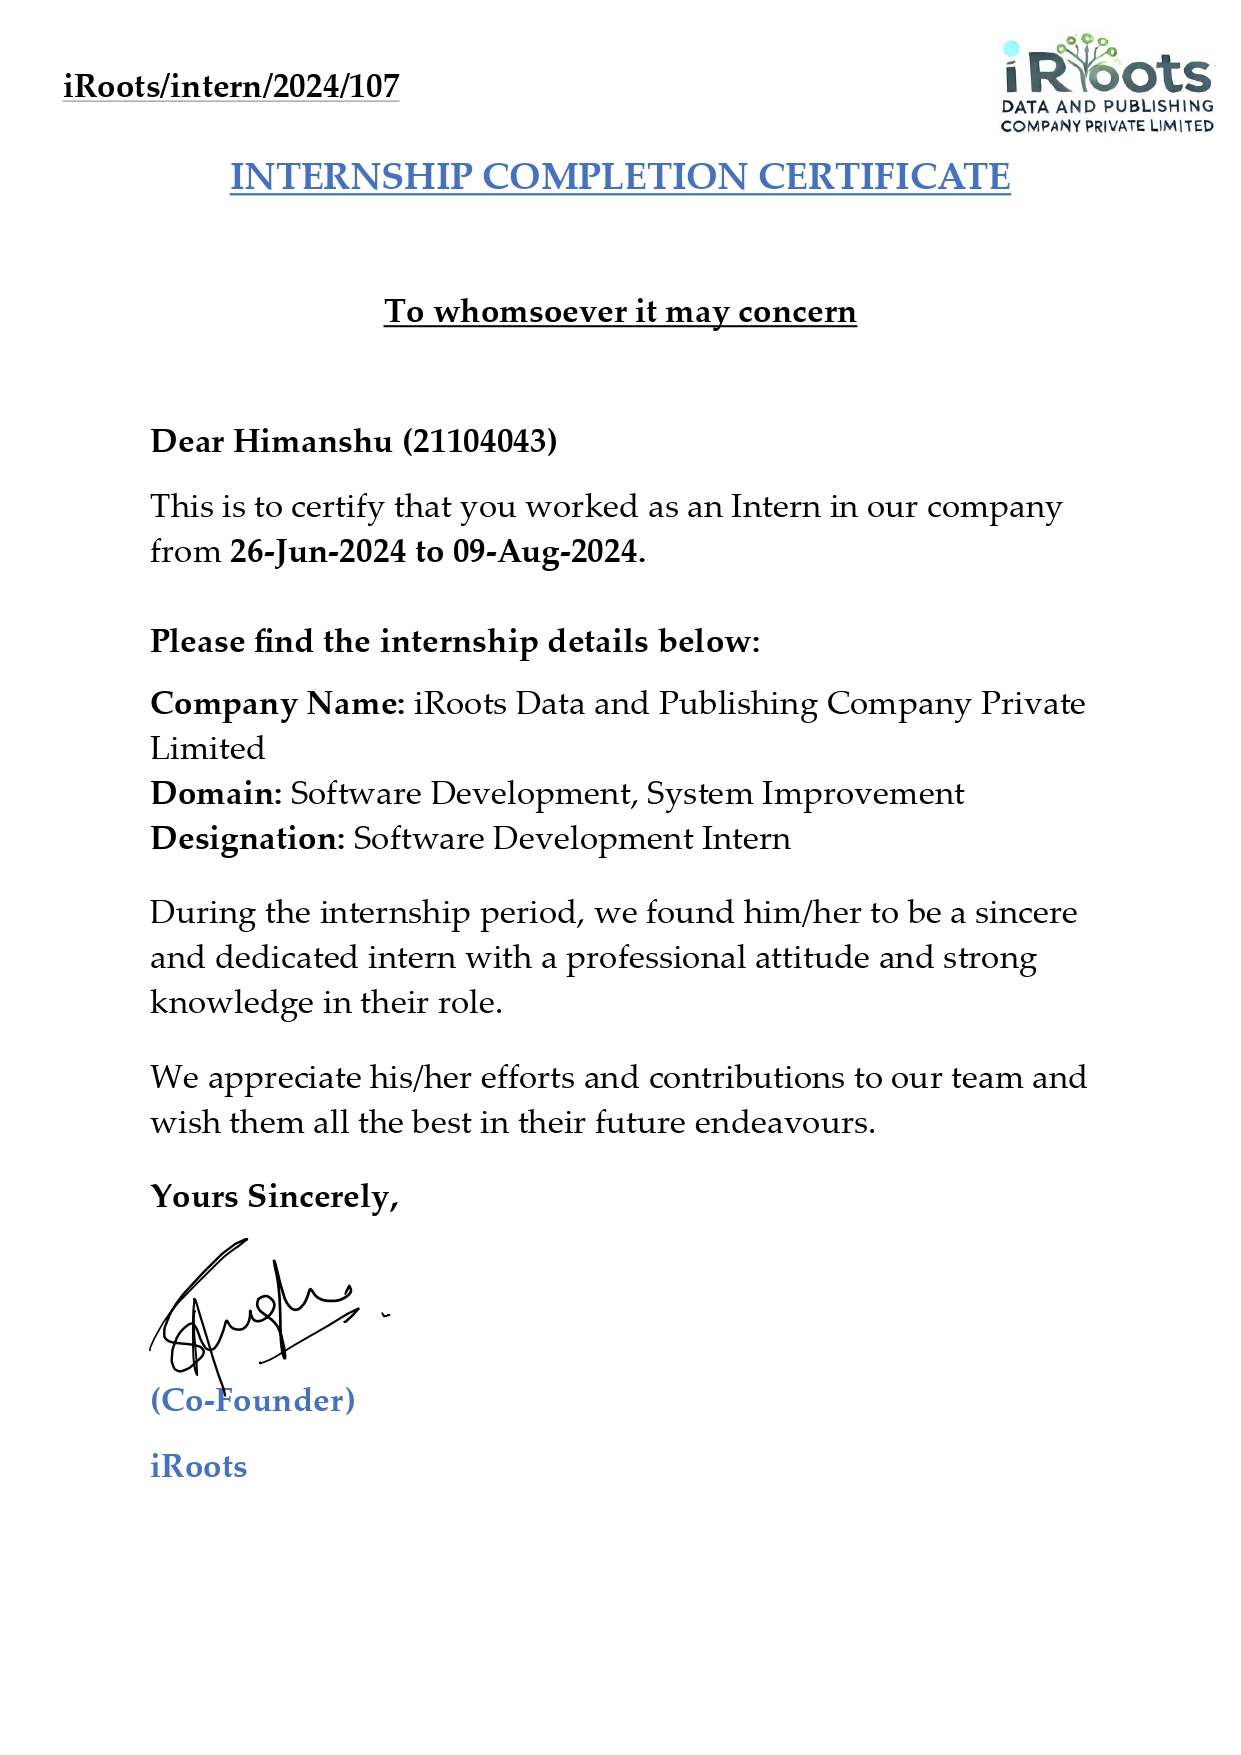 iRoots/intern/2024/107
iRoots
DATA AND PUBLISHING
COMPANY PRIVATE LIMITED
INTERNSHIP COMPLETION CERTIFICATE
To whomsoever it may concern
Dear Himanshu (21104043)
This is to certify that you worked as an Intern in our company
from 26-Jun-2024 to 09-Aug-2024.
Please find the internship details below:
Company Name: iRoots Data and Publishing Company Private
Limited
Domain: Software Development, System Improvement
Designation: Software Development Intern
During the internship period, we found him/her to be a sincere
and dedicated intern with a professional attitude and strong
knowledge in their role.
We appreciate his/her efforts and contributions to our team and
wish them all the best in their future endeavours.
Yours Sincerely,
(Co-Founder)
iRoots